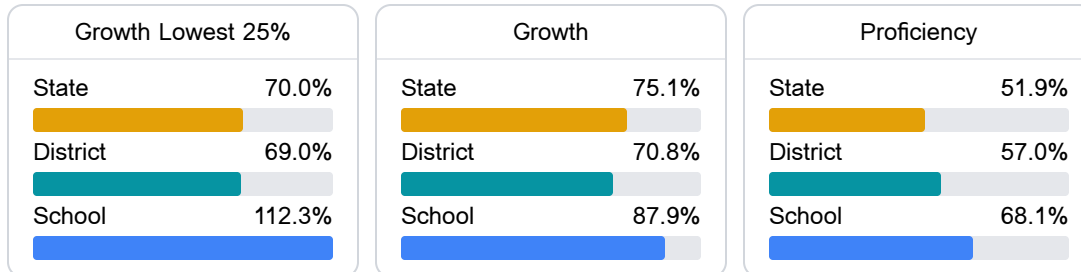 Growth Lowest 25%
State 70.0%
District 69.0%
School 112.3%
Growth
State 75.1%
District 70.8%
School 87.9%
Proficiency
State 51.9%
District 57.0%
School 68.1%